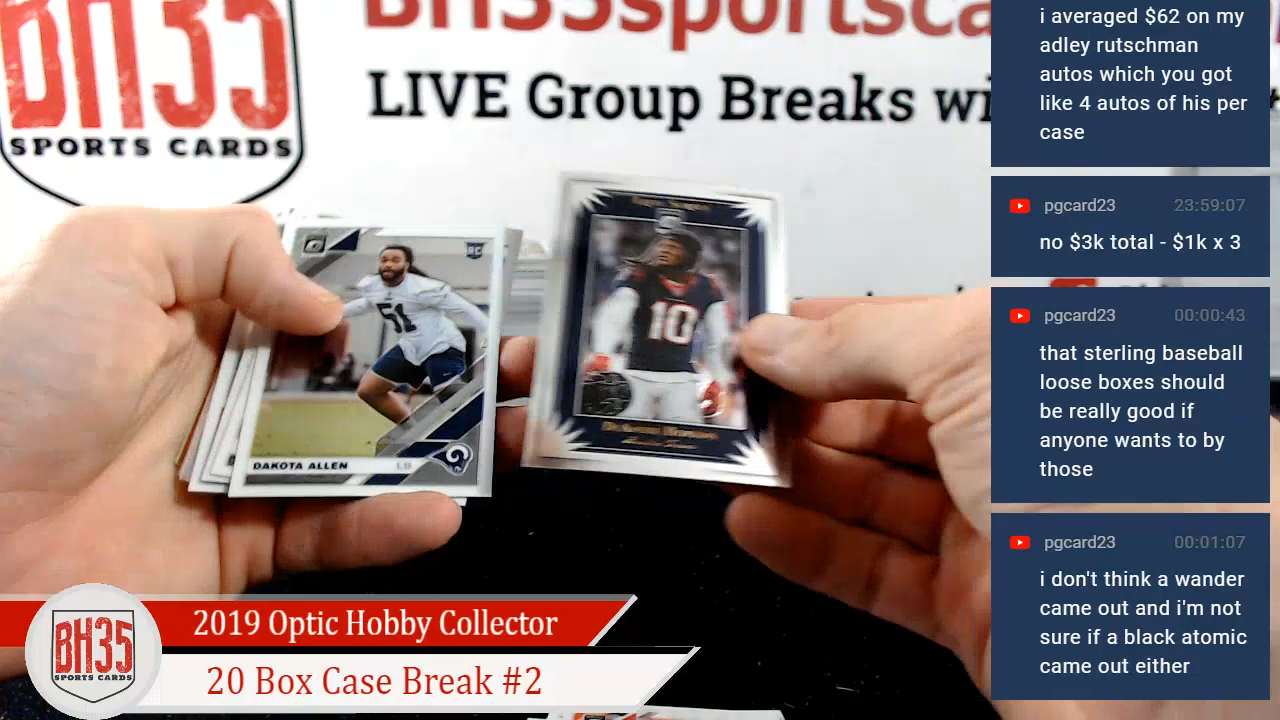 BH35sportsca
LIVE Group Breaks wi
BH35
SPORTS CARDS
i averaged $62 on my
adley rutschman
autos which you got
like 4 autos of his per
case
pgcard23 23:59:07
no $3k total - $1k x 3
pgcard23 00:00:43
that sterling baseball
loose boxes should
be really good if
anyone wants to by
those
pgcard23 00:01:07
i don't think a wander
came out and i'm not
sure if a black atomic
came out either
RC
51
DAKOTA ALLEN LB
10
2019 Optic Hobby Collector
20 Box Case Break #2
BH35
SPORTS CARDS